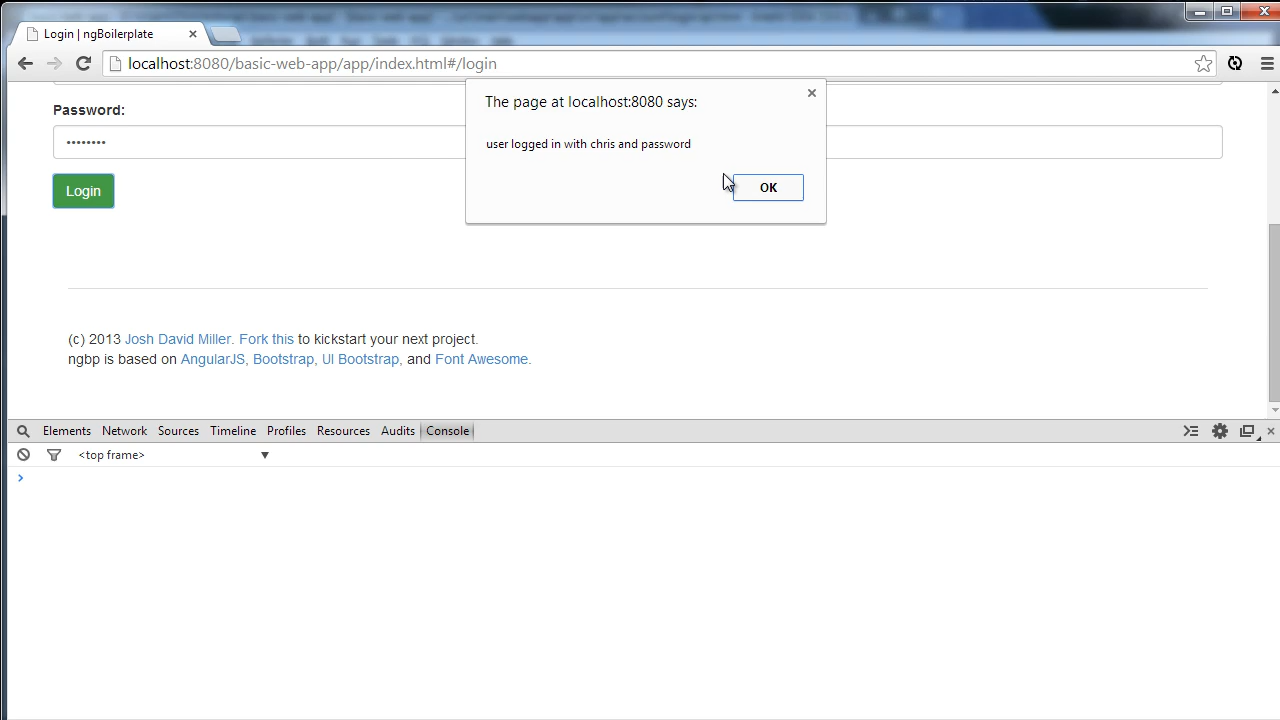 Login | ngBoilerplate
localhost:8080/basic-web-app/app/index.html#/login
The page at localhost:8080 says:
user logged in with chris and password
OK
Password:
••••••••
Login
(c) 2013 Josh David Miller. Fork this to kickstart your next project.
ngbp is based on AngularJS, Bootstrap, UI Bootstrap, and Font Awesome.
Elements Network Sources Timeline Profiles Resources Audits Console
<top frame>